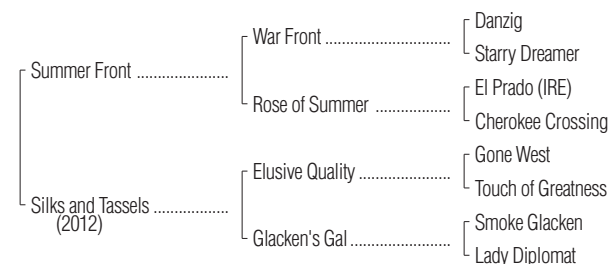 Danzig
War Front ................................
Starry Dreamer
Summer Front .......................
El Prado (IRE)
Rose of Summer ...................
Cherokee Crossing
Gone West
Elusive Quality .......................
Touch of Greatness
Silks and Tassels ...................
(2012)
Smoke Glacken
Glacken's Gal .........................
Lady Diplomat